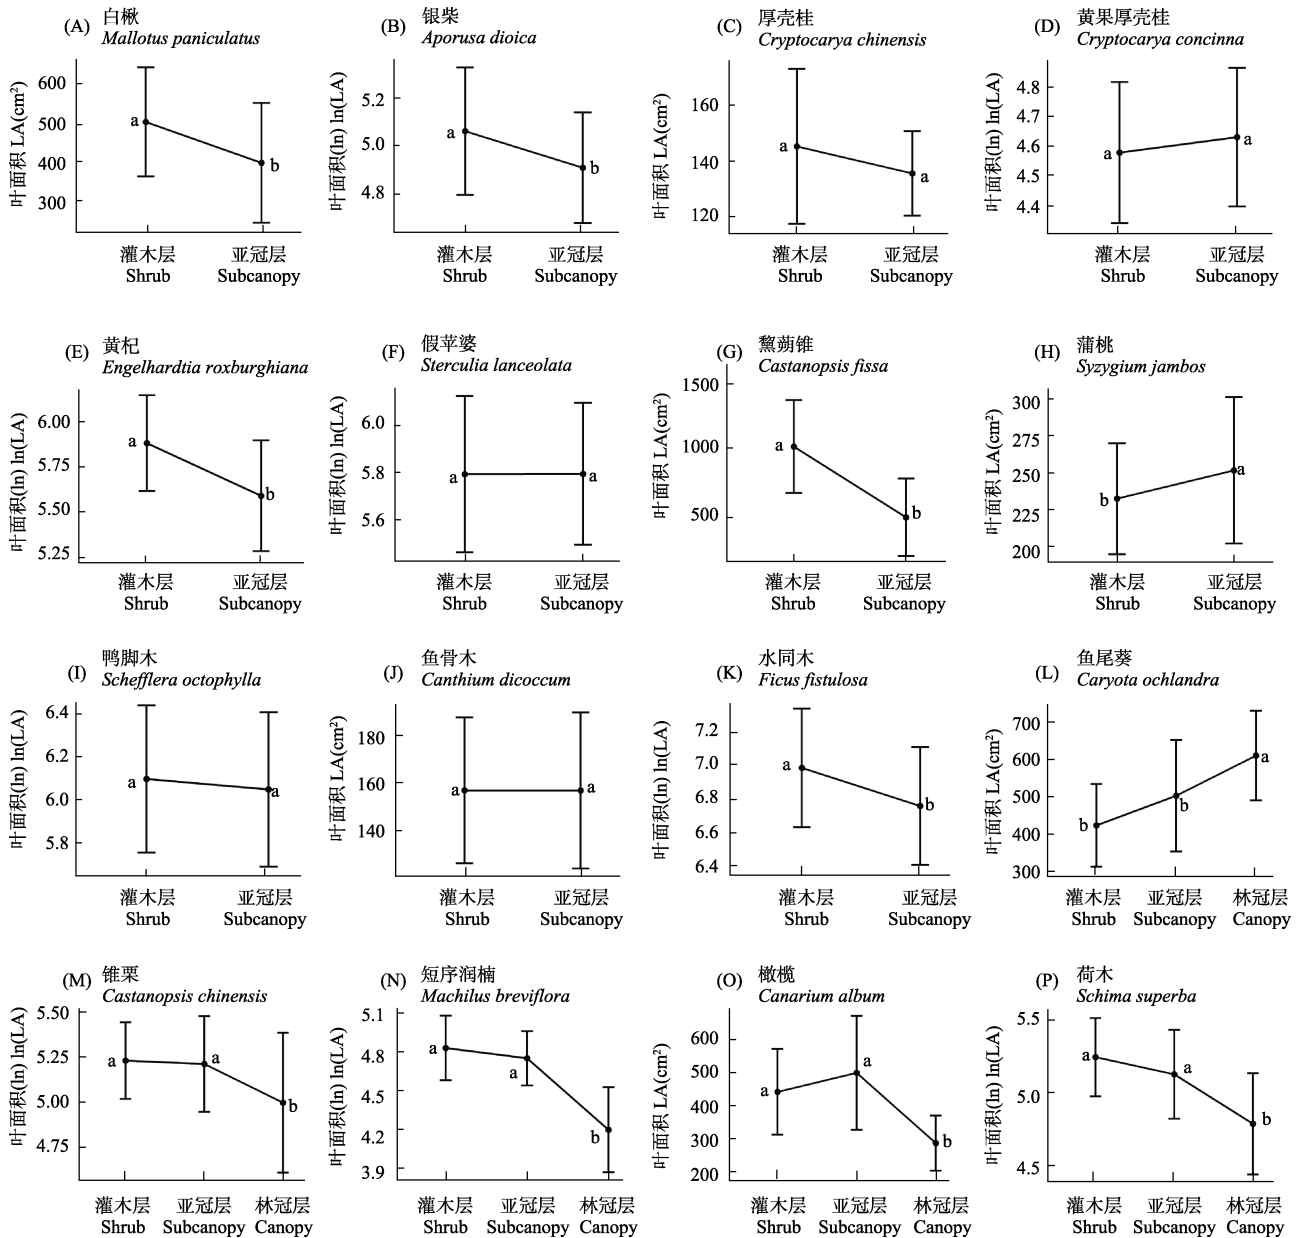 (A) 白楸
Mallotus paniculatus
叶面积 LA(cm²)
600
500
400
300
a
b
灌木层
Shrub
亚冠层
Subcanopy
(B) 银柴
Aporusa dioica
叶面积(ln) ln(LA)
5.2
5.0
4.8
a
b
灌木层
Shrub
亚冠层
Subcanopy
(C) 厚壳桂
Cryptocarya chinensis
叶面积 LA(cm²)
160
140
120
a
a
灌木层
Shrub
亚冠层
Subcanopy
(D) 黄果厚壳桂
Cryptocarya concinna
叶面积(ln) ln(LA)
4.8
4.7
4.6
4.5
4.4
a
a
灌木层
Shrub
亚冠层
Subcanopy
(E) 黄杞
Engelhardtia roxburghiana
叶面积(ln) ln(LA)
6.00
5.75
5.50
5.25
a
b
灌木层
Shrub
亚冠层
Subcanopy
(F) 假苹婆
Sterculia lanceolata
叶面积(ln) ln(LA)
6.0
5.8
5.6
a
a
灌木层
Shrub
亚冠层
Subcanopy
(G) 黧蒴锥
Castanopsis fissa
叶面积 LA(cm²)
1500
1000
500
a
b
灌木层
Shrub
亚冠层
Subcanopy
(H) 蒲桃
Syzygium jambos
叶面积 LA(cm²)
300
275
250
225
200
b
a
灌木层
Shrub
亚冠层
Subcanopy
(I) 鸭脚木
Schefflera octophylla
叶面积(ln) ln(LA)
6.4
6.2
6.0
5.8
a
a
灌木层
Shrub
亚冠层
Subcanopy
(J) 鱼骨木
Canthium dicoccum
叶面积 LA(cm²)
180
160
140
a
a
灌木层
Shrub
亚冠层
Subcanopy
(K) 水同木
Ficus fistulosa
叶面积(ln) ln(LA)
7.2
7.0
6.8
6.6
6.4
a
b
灌木层
Shrub
亚冠层
Subcanopy
(L) 鱼尾葵
Caryota ochlandra
叶面积 LA(cm²)
700
600
500
400
300
b
b
a
灌木层
Shrub
亚冠层
Subcanopy
林冠层
Canopy
(M) 锥栗
Castanopsis chinensis
叶面积(ln) ln(LA)
5.50
5.25
5.00
4.75
a
a
b
灌木层
Shrub
亚冠层
Subcanopy
林冠层
Canopy
(N) 短序润楠
Machilus breviflora
叶面积(ln) ln(LA)
5.1
4.8
4.5
4.2
3.9
a
a
b
灌木层
Shrub
亚冠层
Subcanopy
林冠层
Canopy
(O) 橄榄
Canarium album
叶面积 LA(cm²)
600
500
400
300
200
a
a
b
灌木层
Shrub
亚冠层
Subcanopy
林冠层
Canopy
(P) 荷木
Schima superba
叶面积(ln) ln(LA)
5.5
5.0
4.5
a
a
b
灌木层
Shrub
亚冠层
Subcanopy
林冠层
Canopy